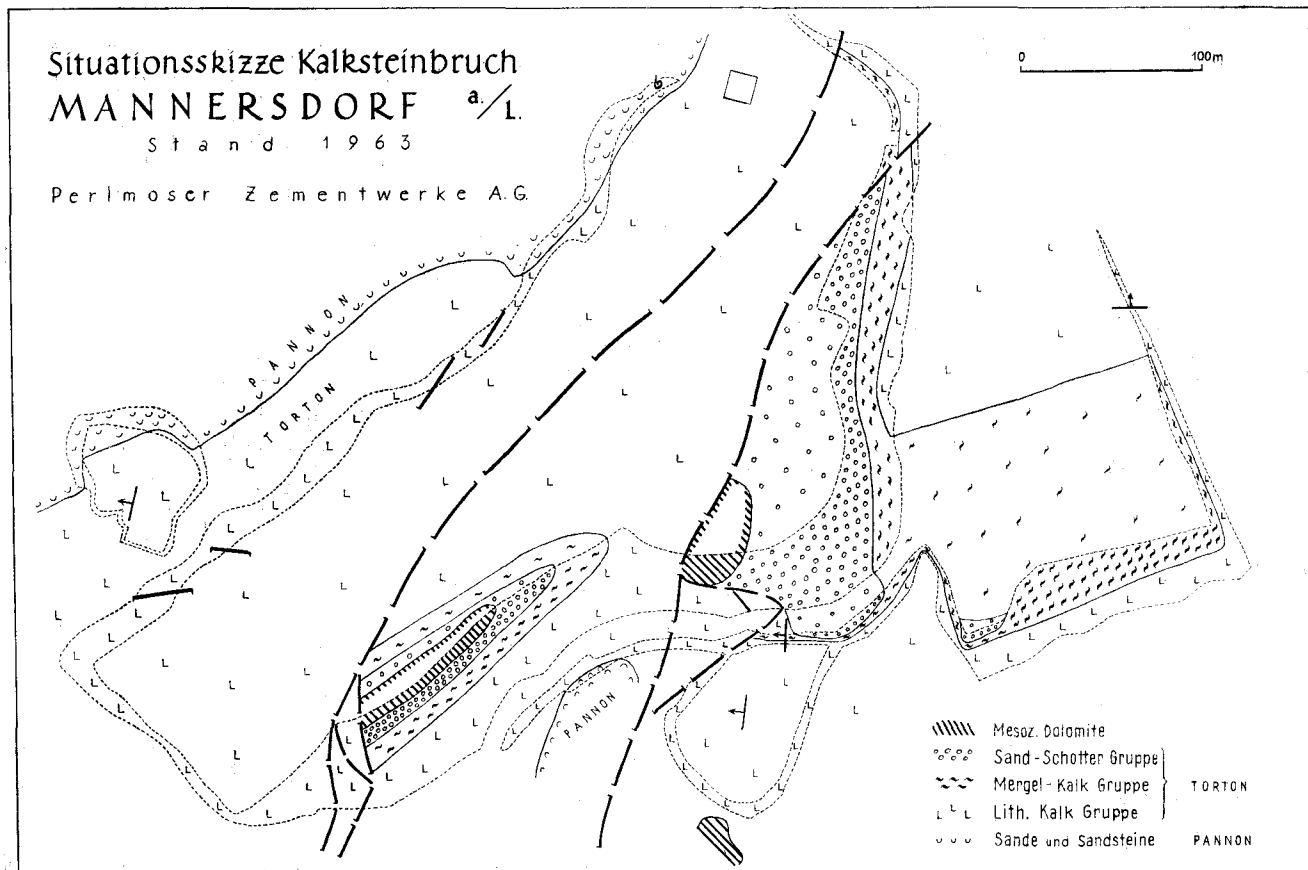 Situationsskizze Kalksteinbruch
MANNERSDORF a./L.
Stand 1963
Perlmoser Zementwerke A.G.
0 100m
PANNON
TORTON
PANNON
Mesoz. Dolomite
Sand-Schotter Gruppe
Mergel-Kalk Gruppe TORTON
Lith. Kalk Gruppe
Sande und Sandsteine PANNON